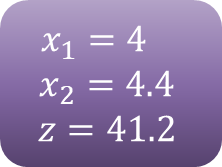 x₁ = 4
x₂ = 4.4
z = 41.2